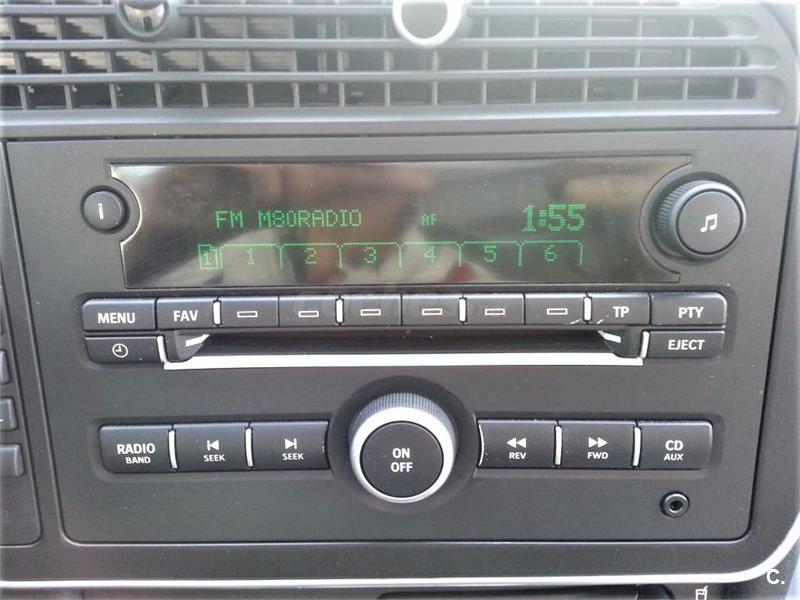 i
FM M80RADIO AF 1:55
1 1 2 3 4 5 6
MENU FAV TP PTY
EJECT
RADIO BAND
SEEK
SEEK
ON OFF
REV
FWD
CD AUX
C.